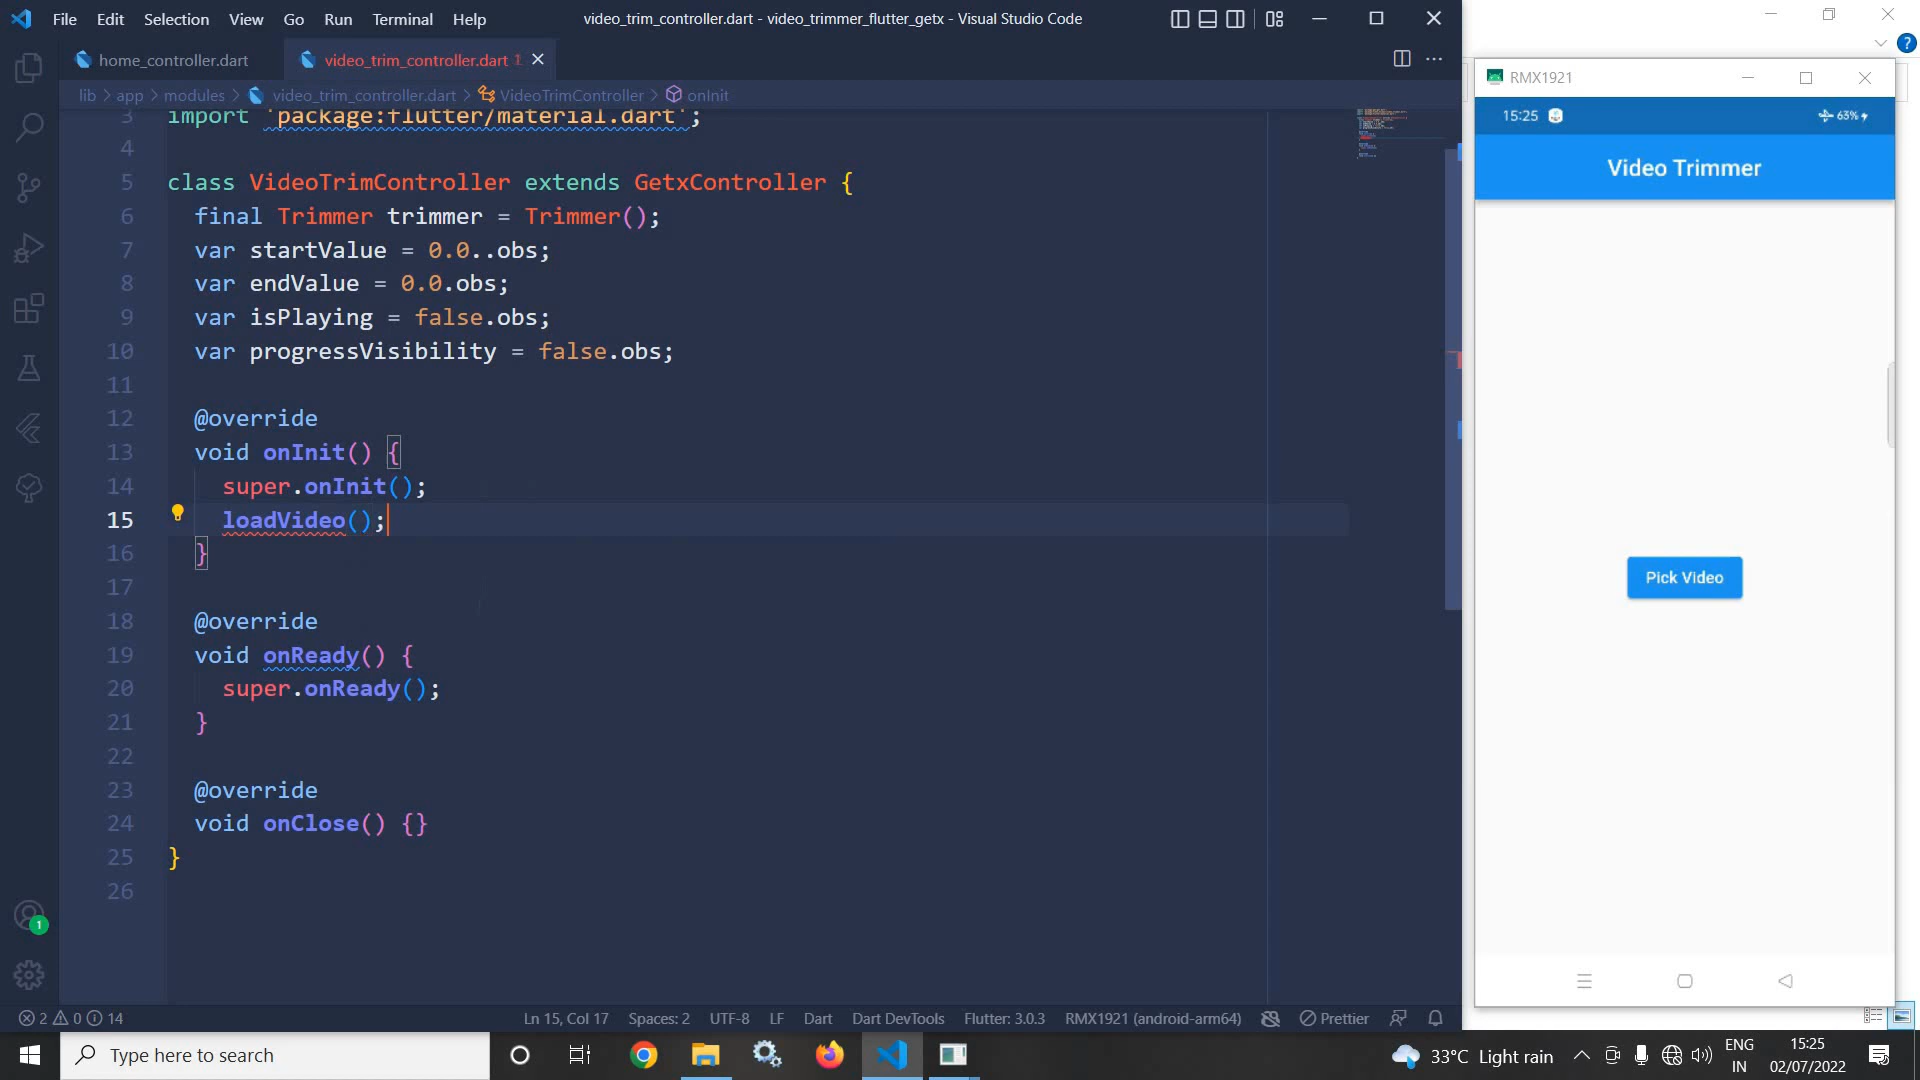 File Edit Selection View Go Run Terminal Help
video_trim_controller.dart - video_trimmer_flutter_getx - Visual Studio Code
home_controller.dart
video_trim_controller.dart 1
lib > app > modules > video_trim_controller.dart > VideoTrimController > onInit
3 import 'package:flutter/material.dart';
4
5 class VideoTrimController extends GetxController {
6 final Trimmer trimmer = Trimmer();
7 var startValue = 0.0..obs;
8 var endValue = 0.0.obs;
9 var isPlaying = false.obs;
10 var progressVisibility = false.obs;
11
12 @override
13 void onInit() {
14 super.onInit();
15 loadVideo();
16 }
17
18 @override
19 void onReady() {
20 super.onReady();
21 }
22
23 @override
24 void onClose() {}
25 }
26
1
2 0 14
Ln 15, Col 17 Spaces: 2 UTF-8 LF Dart Dart DevTools Flutter: 3.0.3 RMX1921 (android-arm64) Prettier
RMX1921
15:25 63%
Video Trimmer
Pick Video
?
Type here to search
33°C Light rain
ENG
IN
15:25
02/07/2022